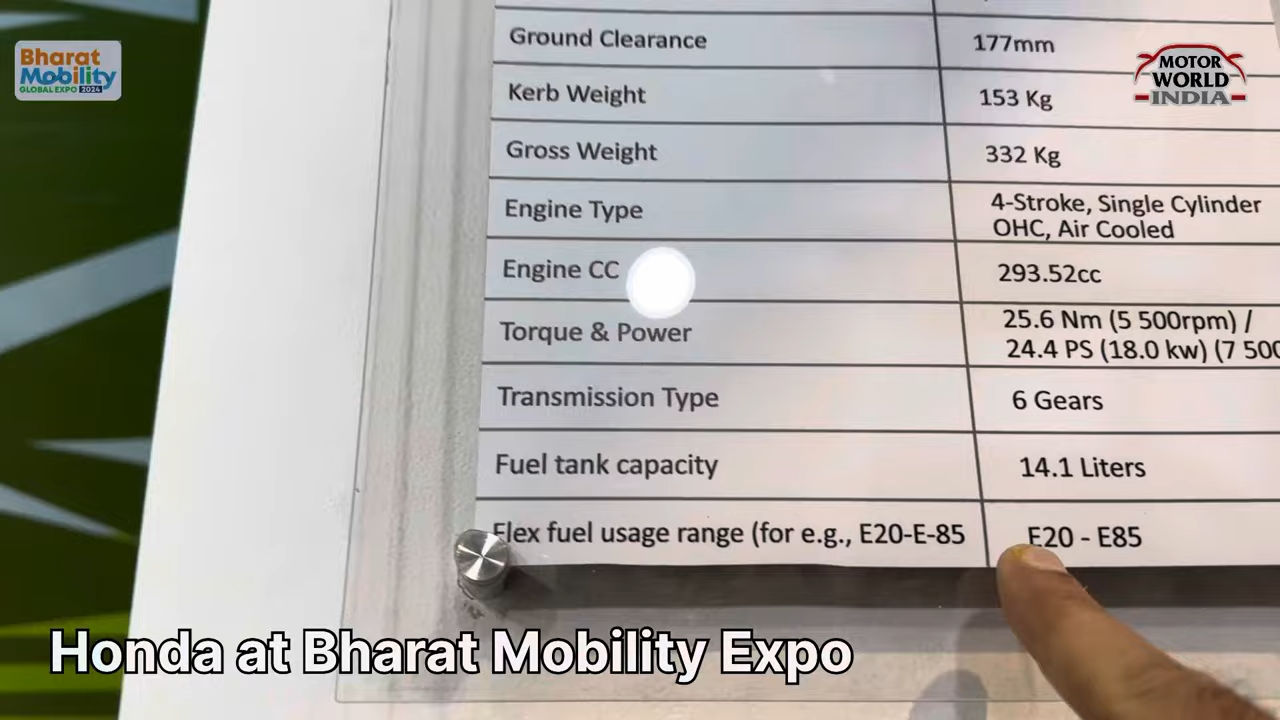 Bharat
Mobility
GLOBAL EXPO 2024
MOTOR
WORLD
INDIA
Ground Clearance 177mm
Kerb Weight 153 Kg
Gross Weight 332 Kg
Engine Type 4-Stroke, Single Cylinder
OHC, Air Cooled
Engine CC 293.52cc
Torque & Power 25.6 Nm (5 500rpm) /
24.4 PS (18.0 kw) (7 500
Transmission Type 6 Gears
Fuel tank capacity 14.1 Liters
Flex fuel usage range (for e.g., E20-E-85 E20 - E85
Honda at Bharat Mobility Expo